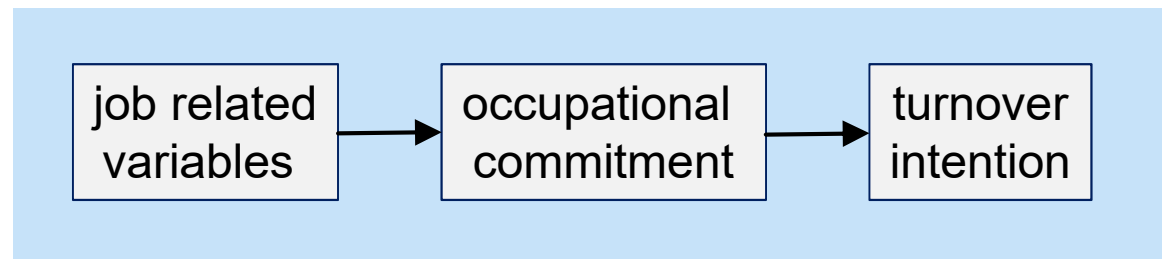 job related
variables
occupational
commitment
turnover
intention